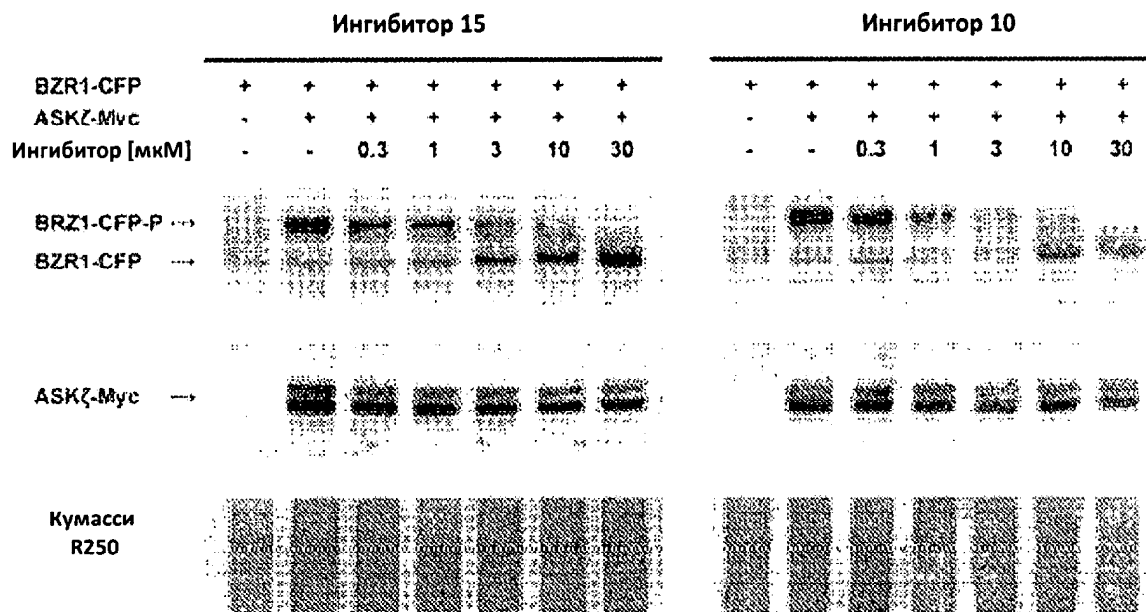 Ингибитор 15 Ингибитор 10
BZR1-CFP + + + + + + + + + + + + + +
ASKζ-Myc - + + + + + + - + + + + + +
Ингибитор [мкМ] - - 0.3 1 3 10 30 - - 0.3 1 3 10 30
BRZ1-CFP-P →
BZR1-CFP →
ASKζ-Myc →
Кумасси
R250